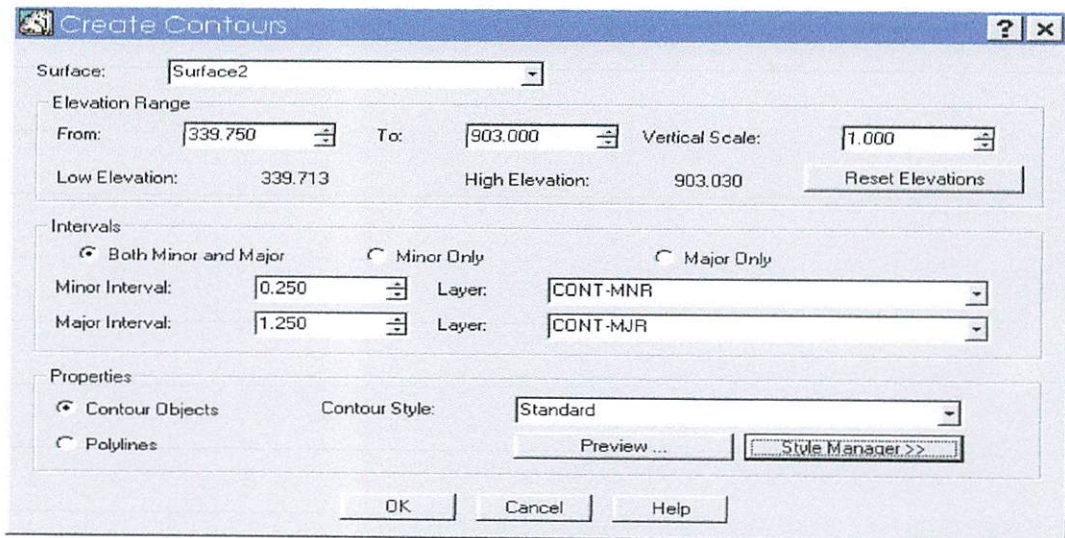 Create Contours ? ×
Surface: Surface2
Elevation Range
From: 339.750 To: 903.000 Vertical Scale: 1.000
Low Elevation: 339.713 High Elevation: 903.030 Reset Elevations
Intervals
Both Minor and Major Minor Only Major Only
Minor Interval: 0.250 Layer: CONT-MNR
Major Interval: 1.250 Layer: CONT-MJR
Properties
Contour Objects Contour Style: Standard
Polylines Preview ... Style Manager >>
OK Cancel Help